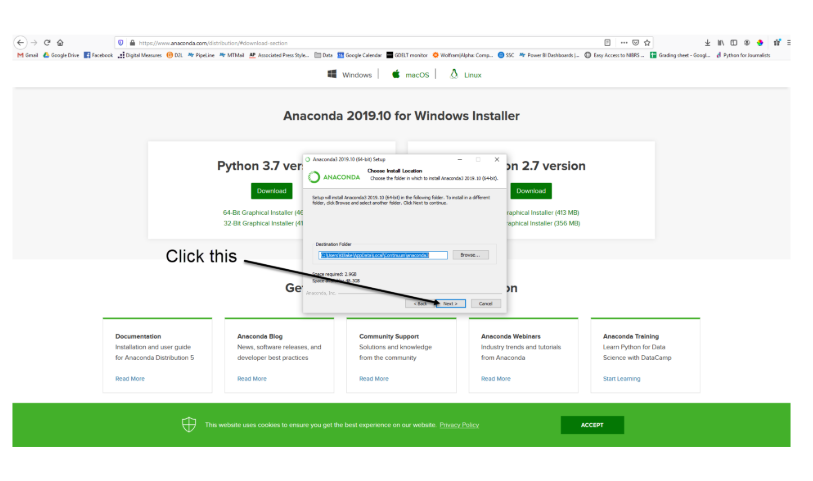 https://www.anaconda.com/distribution/#download-section
Gmail Google Drive Facebook Digital Measures D2L PipeLine MTMail Associated Press Style... Data Google Calendar GDELT monitor Wolfram|Alpha: Comp... SSC Power BI Dashboards |... Easy Access to NIBRS ... Grading sheet - Googl... Python for Journalists
Windows macOS Linux
Anaconda 2019.10 for Windows Installer
Anaconda3 2019.10 (64-bit) Setup
ANACONDA
Choose Install Location
Choose the folder in which to install Anaconda3 2019.10 (64-bit).
Python 3.7 ver
on 2.7 version
Download
Download
Setup will install Anaconda3 2019.10 (64-bit) in the following folder. To install in a different
folder, click Browse and select another folder. Click Next to continue.
64-Bit Graphical Installer (46
raphical Installer (413 MB)
32-Bit Graphical Installer (41
raphical Installer (356 MB)
Destination Folder
Browse...
Click this
Space required: 2.9GB
Space
Anaconda, Inc.
< Back
Next >
Cancel
Ge
on
Documentation
Installation and user guide
for Anaconda Distribution 5
Read More
Anaconda Blog
News, software releases, and
developer best practices
Read More
Community Support
Solutions and knowledge
from the community
Read More
Anaconda Webinars
Industry trends and tutorials
from Anaconda
Read More
Anaconda Training
Learn Python for Data
Science with DataCamp
Start Learning
This website uses cookies to ensure you get the best experience on our website. Privacy Policy
ACCEPT